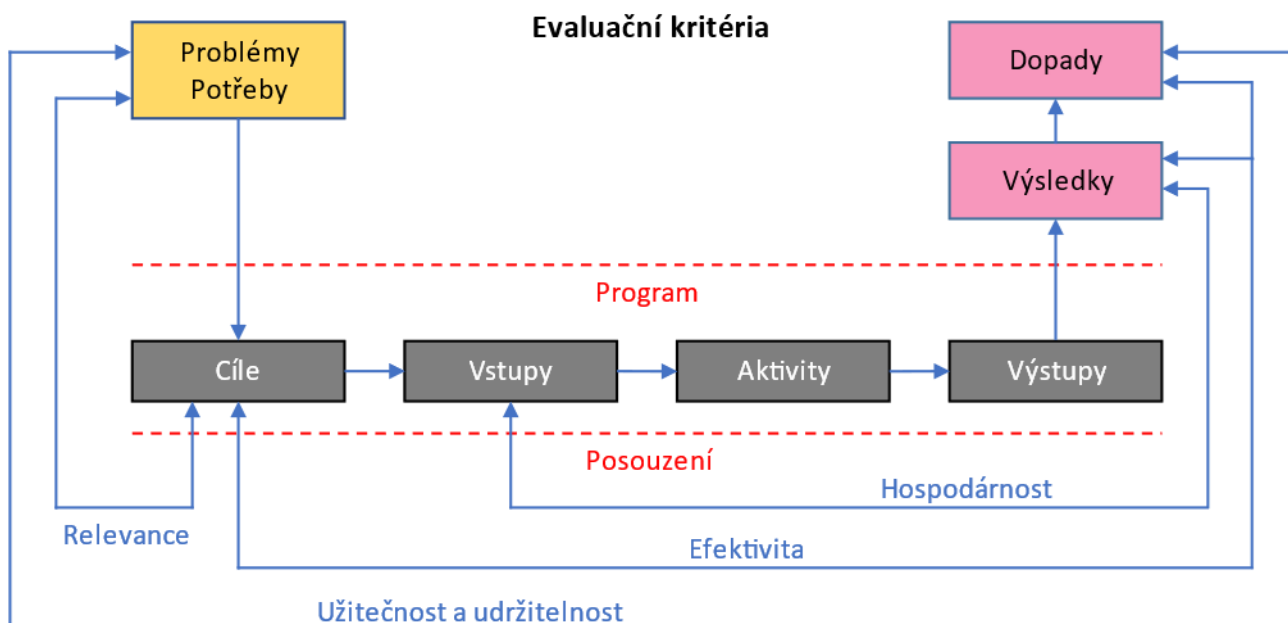 Evaluační kritéria
Problémy
Potřeby
Dopady
Výsledky
Program
Cíle
Vstupy
Aktivity
Výstupy
Posouzení
Hospodárnost
Relevance
Efektivita
Užitečnost a udržitelnost